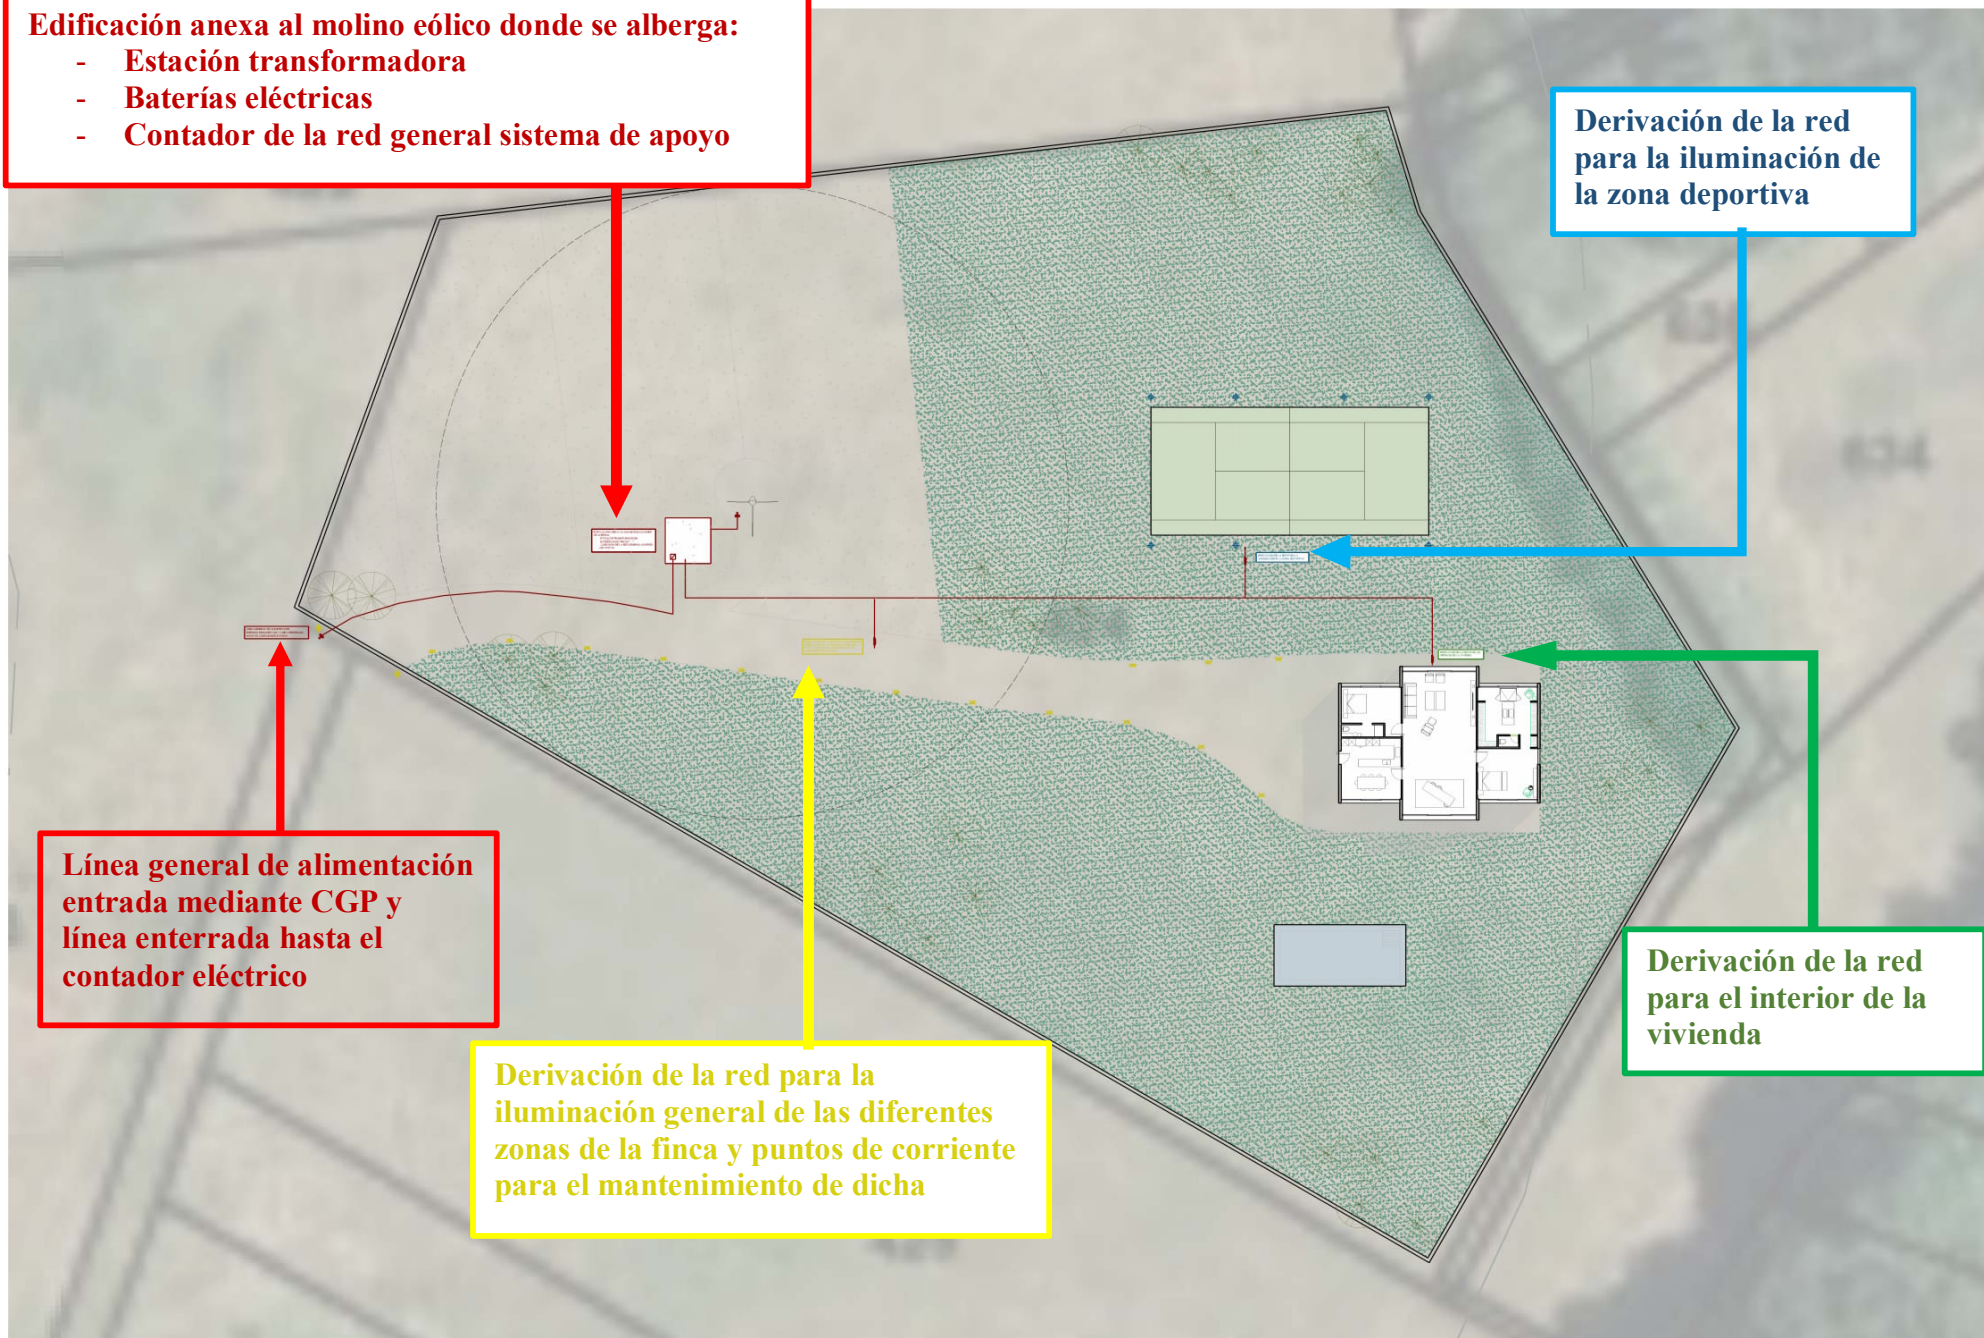 Edificación anexa al molino eólico donde se alberga:
- Estación transformadora
- Baterías eléctricas
- Contador de la red general sistema de apoyo
Derivación de la red
para la iluminación de
la zona deportiva
634
Línea general de alimentación
entrada mediante CGP y
línea enterrada hasta el
contador eléctrico
Derivación de la red
para el interior de la
vivienda
Derivación de la red para la
iluminación general de las diferentes
zonas de la finca y puntos de corriente
para el mantenimiento de dicha